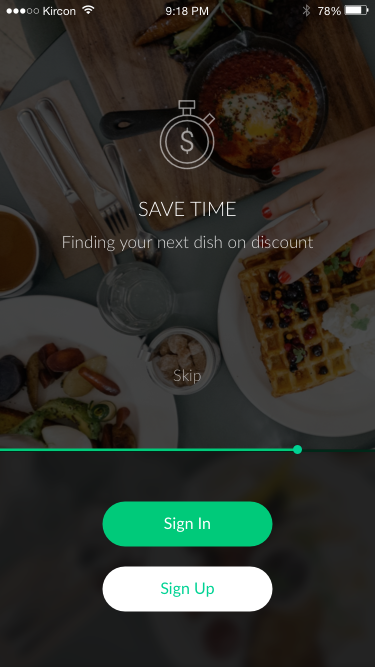 Kircon 9:18 PM 78%
$
SAVE TIME
Finding your next dish on discount
Skip
Sign In
Sign Up